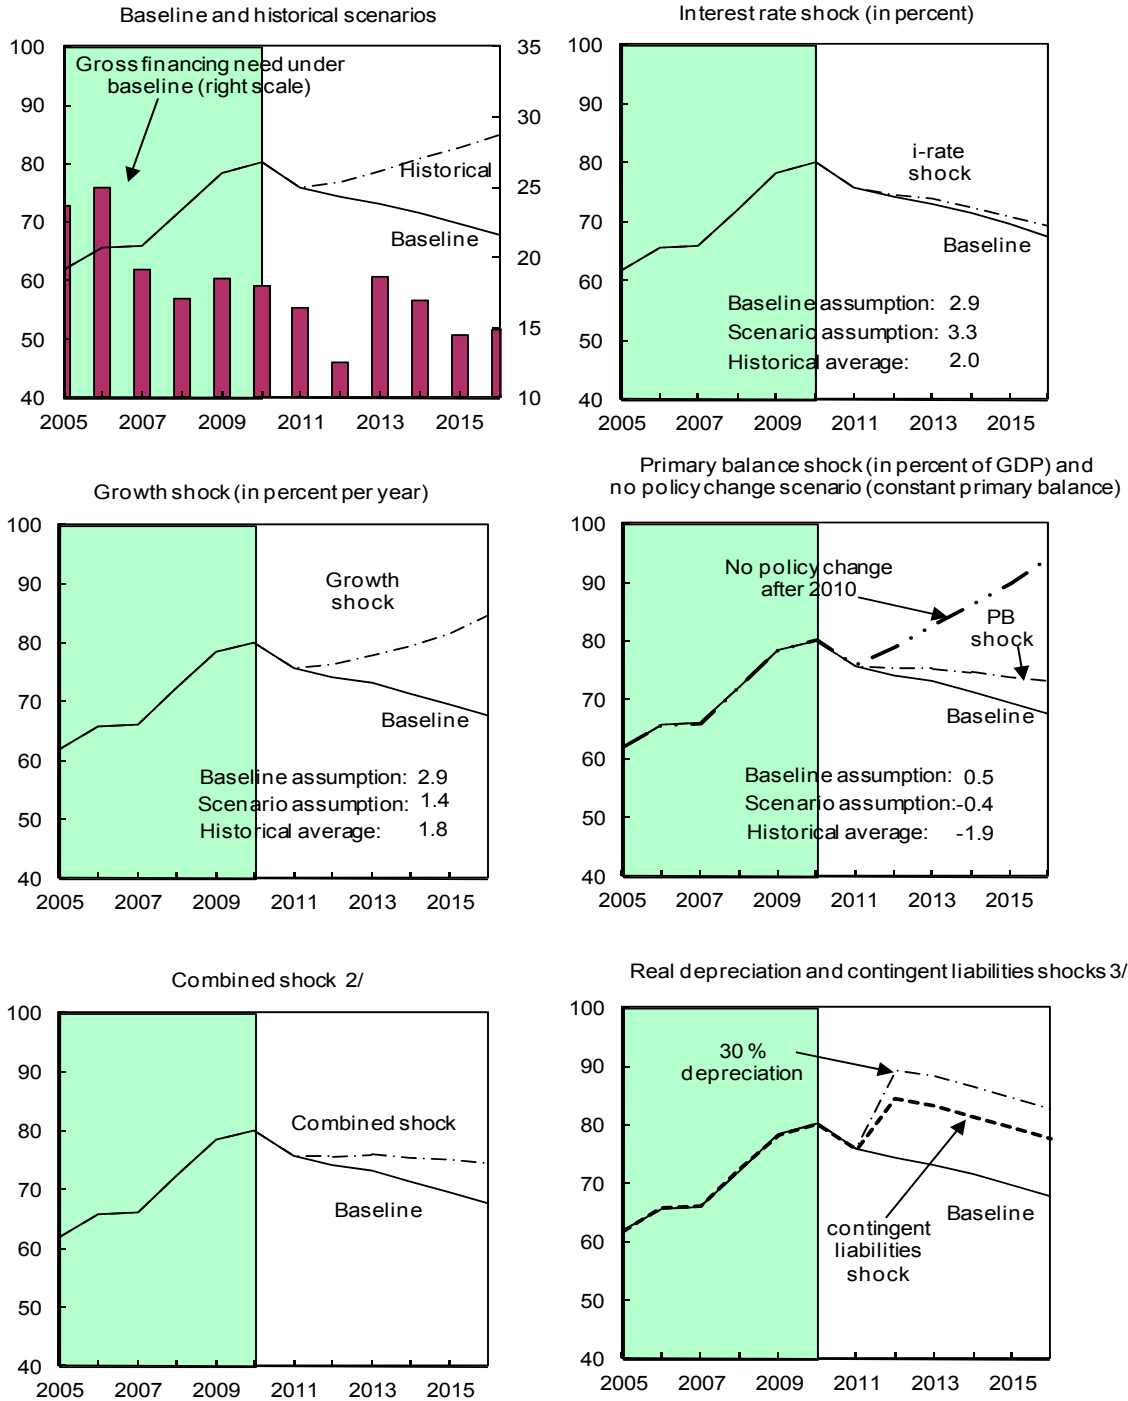 Baseline and historical scenarios
100
90
80
70
60
50
40
35
30
25
20
15
10
Gross financing need under
baseline (right scale)
Historical
Baseline
2005 2007 2009 2011 2013 2015
Interest rate shock (in percent)
100
90
80
70
60
50
40
i-rate
shock
Baseline
Baseline assumption: 2.9
Scenario assumption: 3.3
Historical average: 2.0
2005 2007 2009 2011 2013 2015
Growth shock (in percent per year)
100
90
80
70
60
50
40
Growth
shock
Baseline
Baseline assumption: 2.9
Scenario assumption: 1.4
Historical average: 1.8
2005 2007 2009 2011 2013 2015
Primary balance shock (in percent of GDP) and
no policy change scenario (constant primary balance)
100
90
80
70
60
50
40
No policy change
after 2010
PB
shock
Baseline
Baseline assumption: 0.5
Scenario assumption: -0.4
Historical average: -1.9
2005 2007 2009 2011 2013 2015
Combined shock 2/
100
90
80
70
60
50
40
Combined shock
Baseline
2005 2007 2009 2011 2013 2015
Real depreciation and contingent liabilities shocks 3/
100
90
80
70
60
50
40
30 %
depreciation
Baseline
contingent
liabilities
shock
2005 2007 2009 2011 2013 2015